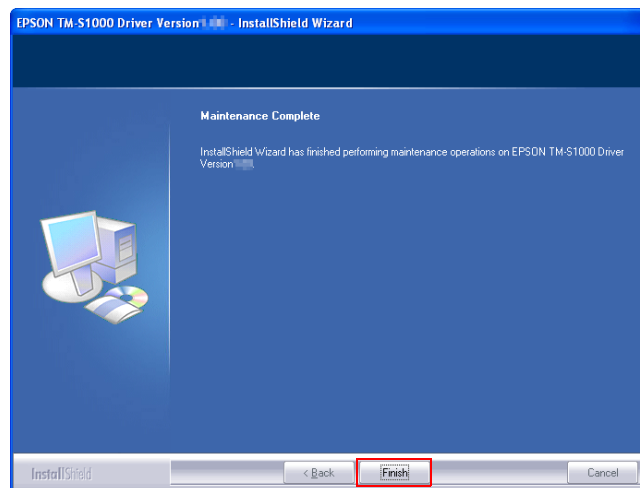 EPSON TM-S1000 Driver Version - InstallShield Wizard
Maintenance Complete
InstallShield Wizard has finished performing maintenance operations on EPSON TM-S1000 Driver
Version
InstallShield
< Back
Finish
Cancel